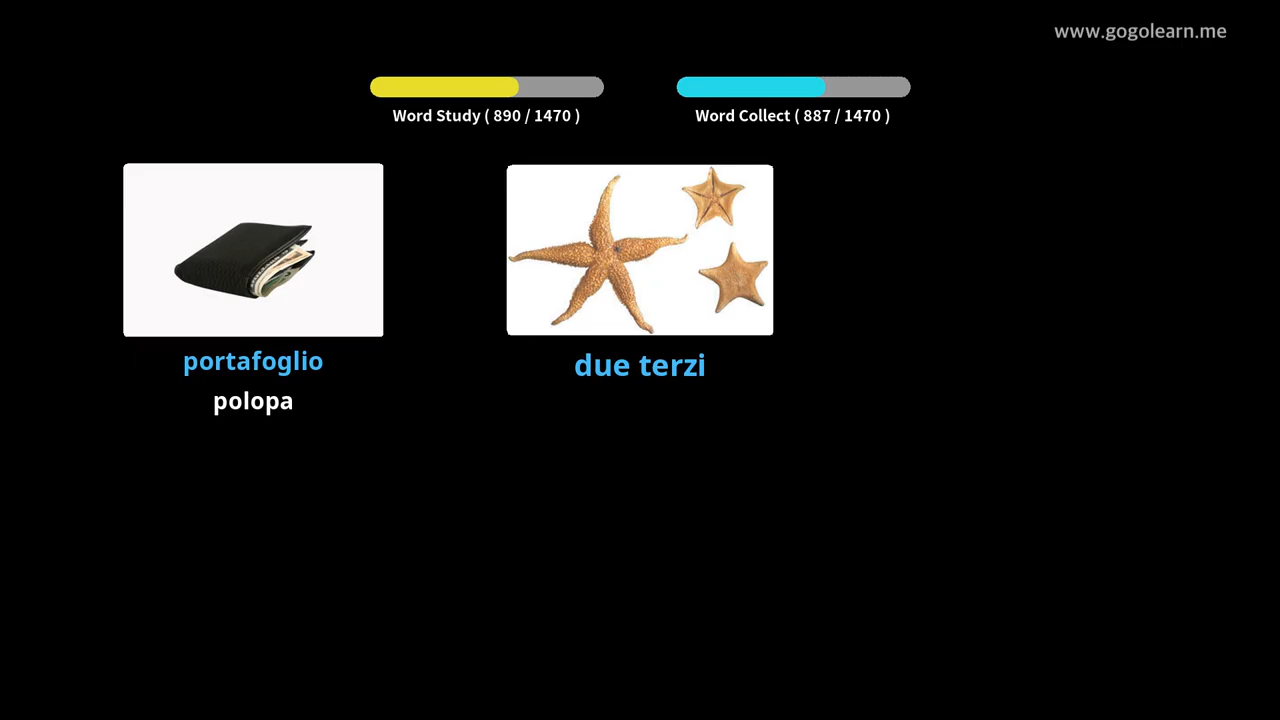 www.gogolearn.me
Word Study ( 890 / 1470 )
Word Collect ( 887 / 1470 )
portafoglio
polopa
due terzi